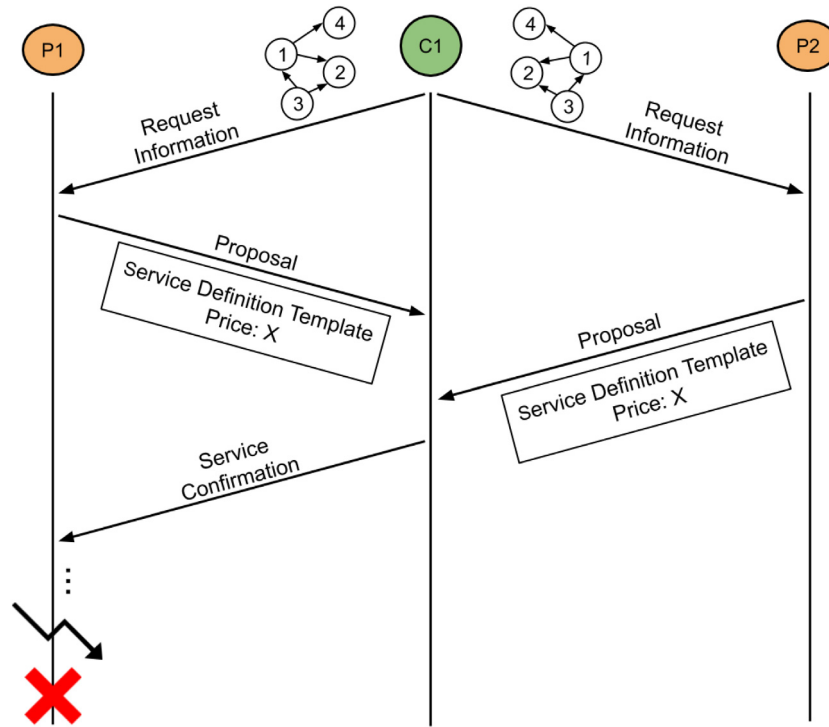 P1
4
1
2
3
C1
4
1
2
3
P2
Request
Information
Request
Information
Proposal
Service Definition Template
Price: X
Proposal
Service Definition Template
Price: X
Service
Confirmation
...